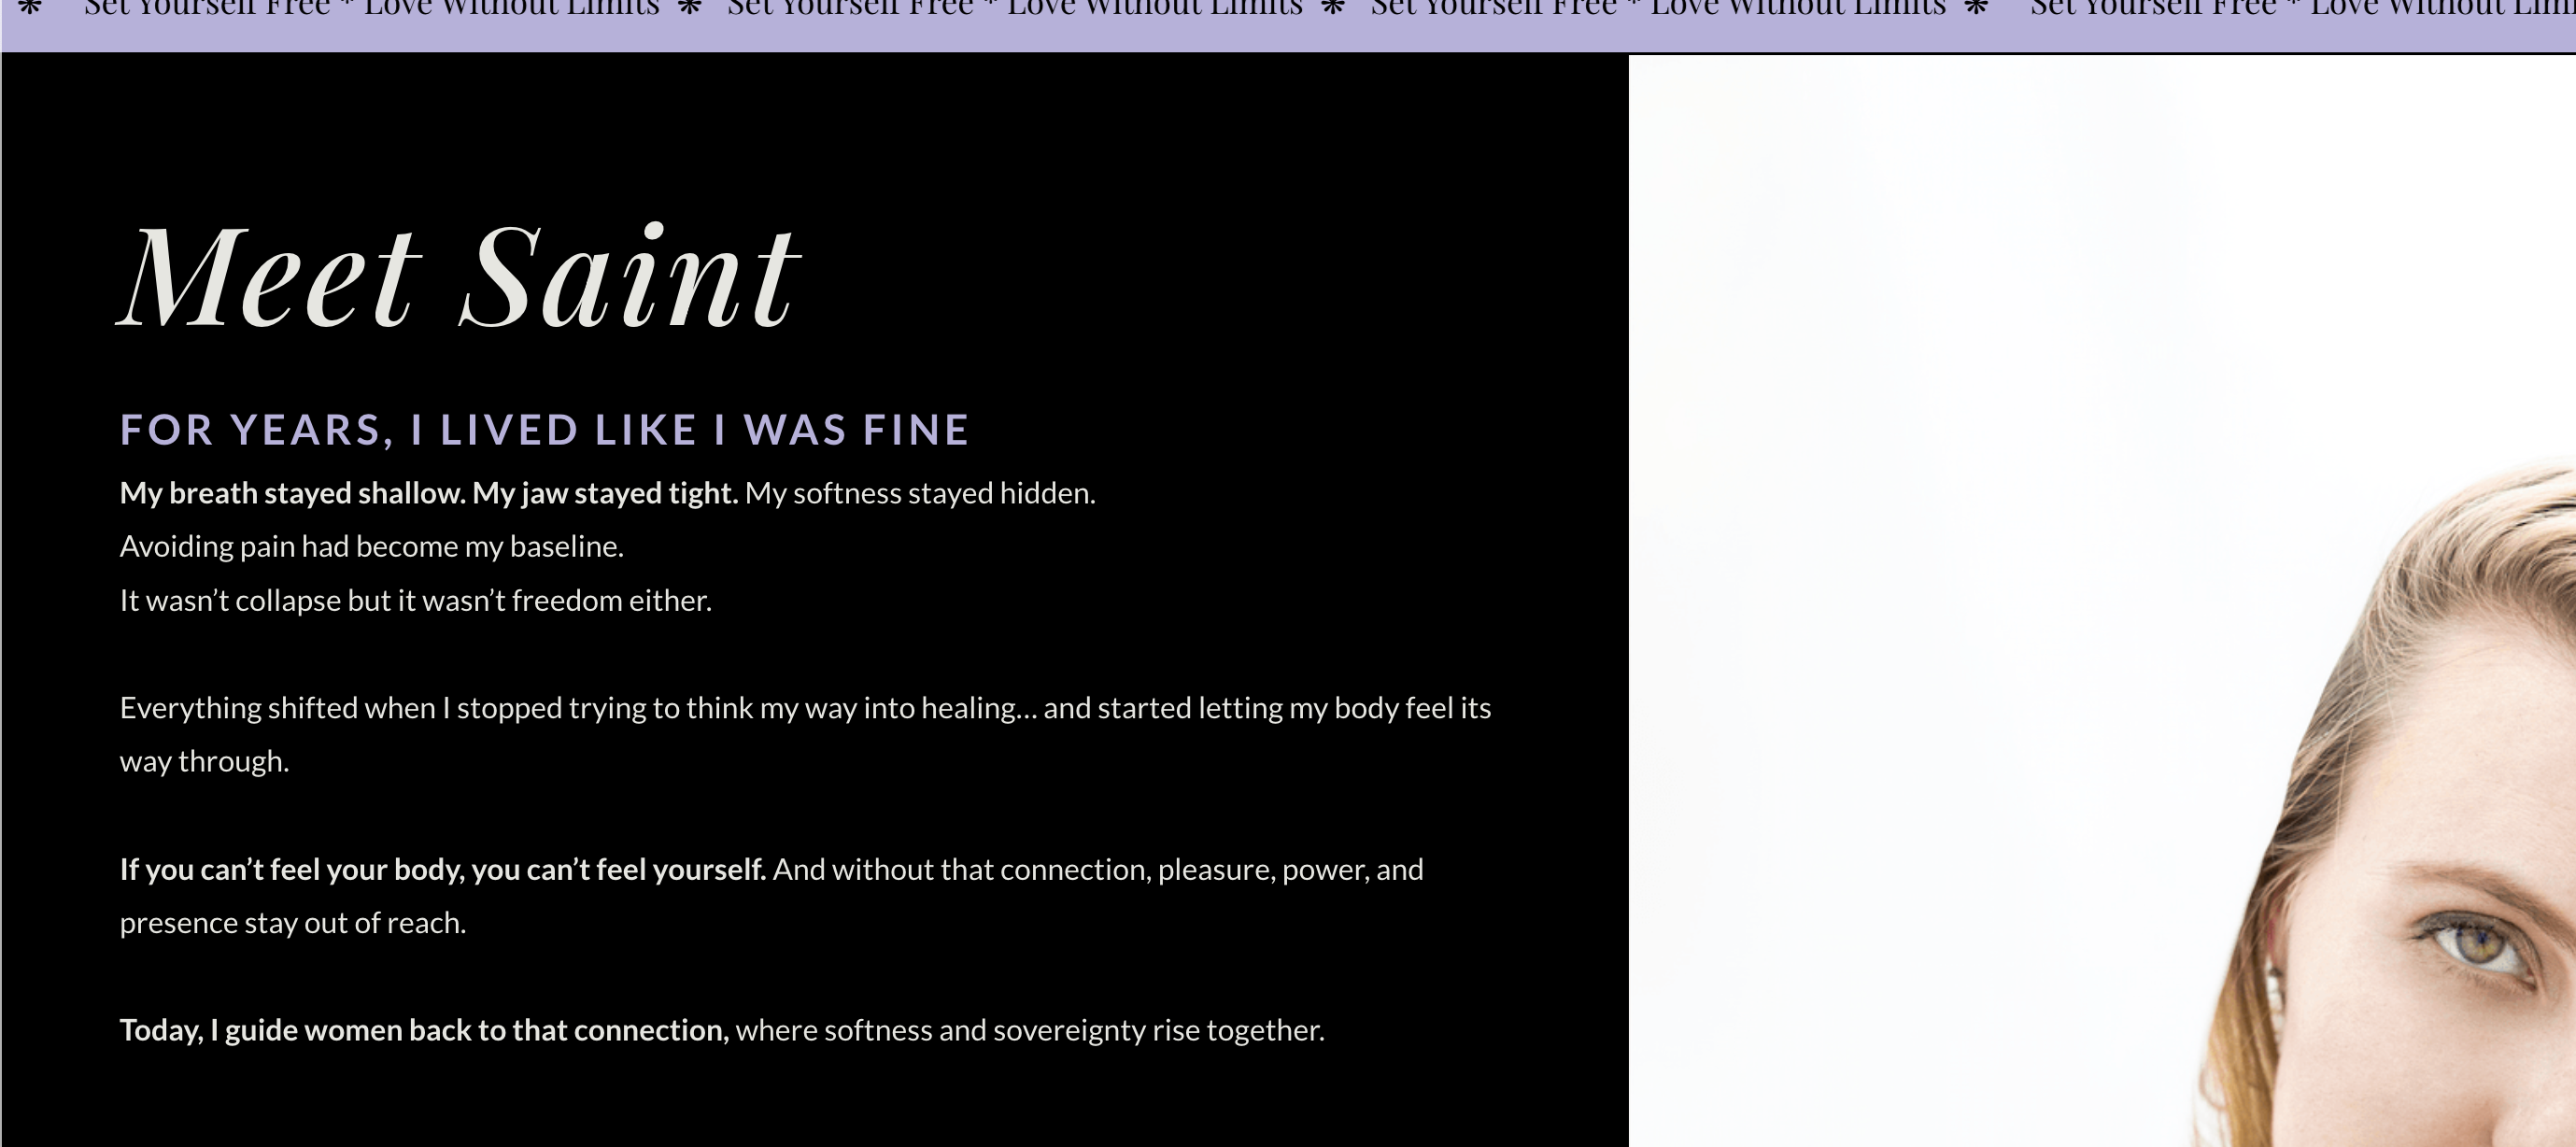 ❋ Set Yourself Free * Love Without Limits ❋ Set Yourself Free * Love Without Limits ❋ Set Yourself Free * Love Without Limits ❋ Set Yourself Free * Love Without
Meet Saint
FOR YEARS, I LIVED LIKE I WAS FINE
My breath stayed shallow. My jaw stayed tight. My softness stayed hidden.
Avoiding pain had become my baseline.
It wasn’t collapse but it wasn’t freedom either.
Everything shifted when I stopped trying to think my way into healing… and started letting my body feel its
way through.
If you can’t feel your body, you can’t feel yourself. And without that connection, pleasure, power, and
presence stay out of reach.
Today, I guide women back to that connection, where softness and sovereignty rise together.